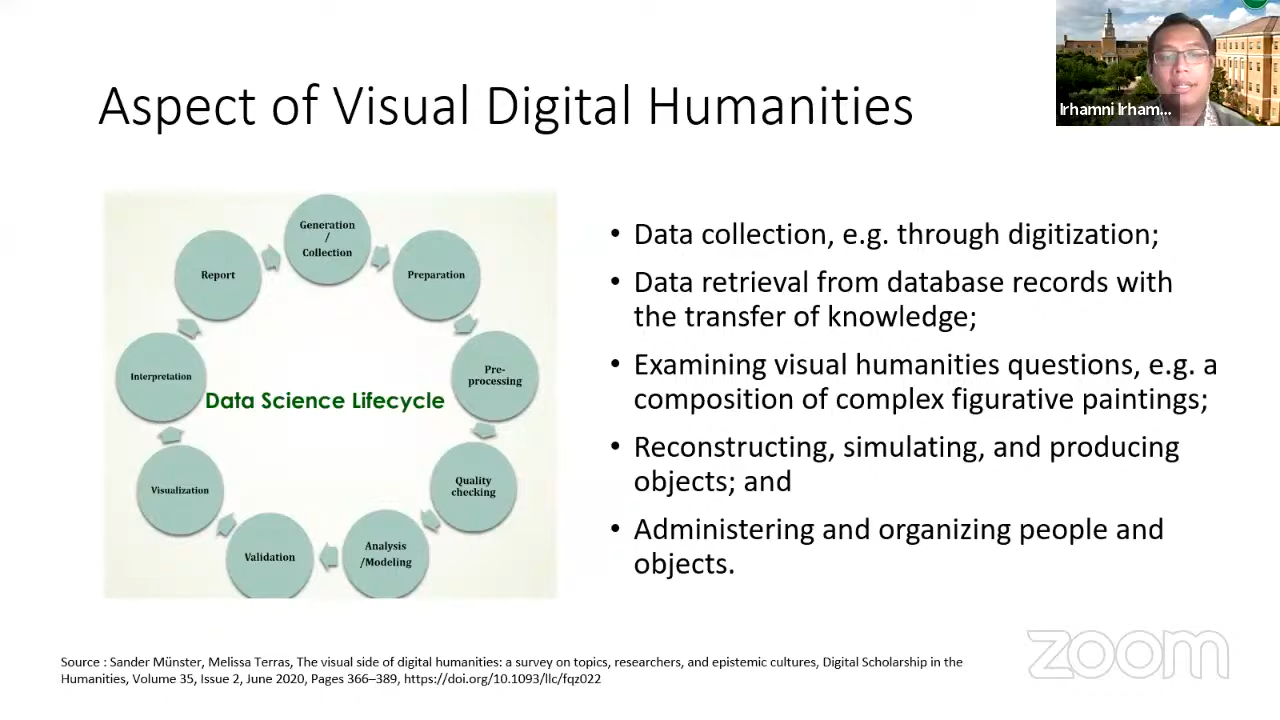 Aspect of Visual Digital Humanities
Irhamni Irham...
Generation
/
Collection
Preparation
Pre-
processing
Quality
checking
Analysis
/Modeling
Validation
Visualization
Interpretation
Report
Data Science Lifecycle
• Data collection, e.g. through digitization;
• Data retrieval from database records with
the transfer of knowledge;
• Examining visual humanities questions, e.g. a
composition of complex figurative paintings;
• Reconstructing, simulating, and producing
objects; and
• Administering and organizing people and
objects.
Source : Sander Münster, Melissa Terras, The visual side of digital humanities: a survey on topics, researchers, and epistemic cultures, Digital Scholarship in the
Humanities, Volume 35, Issue 2, June 2020, Pages 366–389, https://doi.org/10.1093/llc/fqz022
zoom